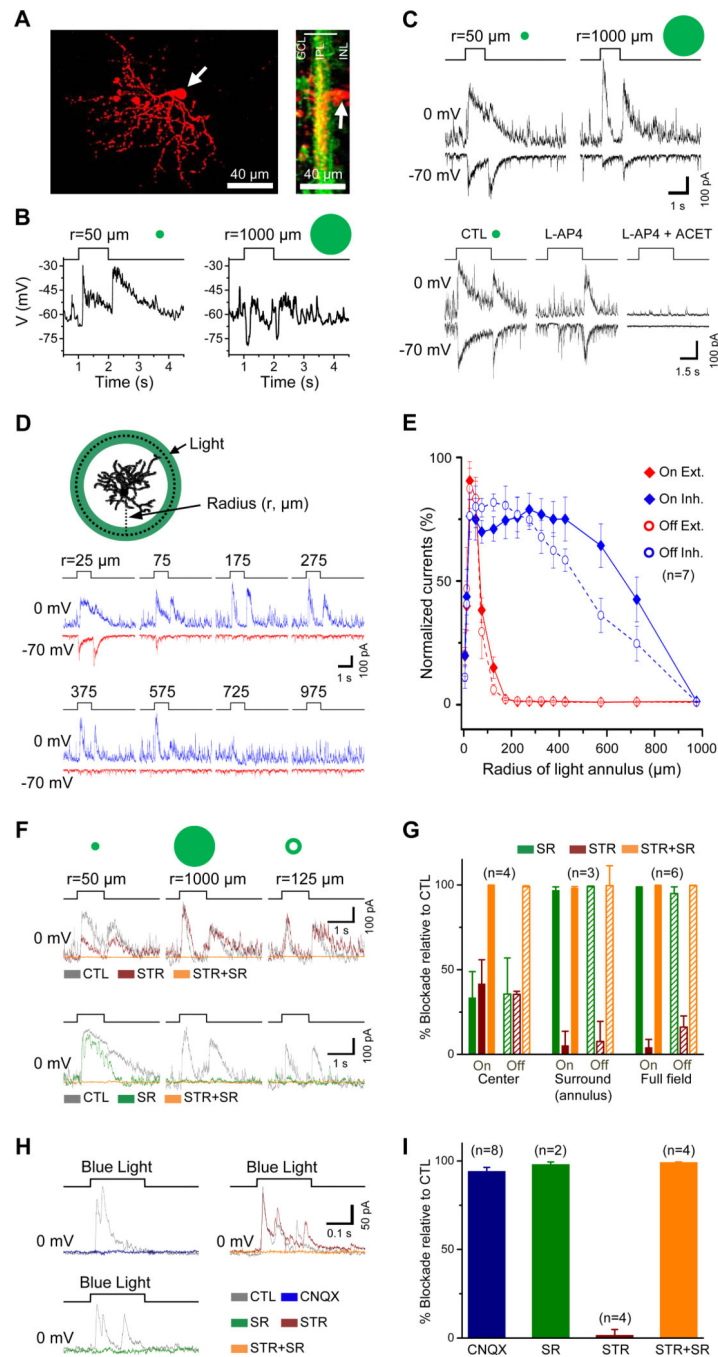 A
GCL
IPL
INL
40 µm
40 µm
B
r=50 µm
r=1000 µm
V (mV)
-30
-45
-60
-75
1 2 3 4
1 2 3 4
Time (s)
Time (s)
C
r=50 µm
r=1000 µm
0 mV
-70 mV
1 s
100 pA
CTL
L-AP4
L-AP4 + ACET
0 mV
-70 mV
1.5 s
100 pA
D
Light
Radius (r, µm)
r=25 µm
75
175
275
0 mV
-70 mV
1 s
100 pA
375
575
725
975
0 mV
-70 mV
E
Normalized currents (%)
100
75
50
25
0
0 200 400 600 800 1000
Radius of light annulus (µm)
On Ext.
On Inh.
Off Ext.
Off Inh.
(n=7)
F
r=50 µm
r=1000 µm
r=125 µm
0 mV
1 s
100 pA
CTL STR STR+SR
0 mV
1 s
100 pA
CTL SR STR+SR
G
SR STR STR+SR
% Blockade relative to CTL
100
50
0
(n=4)
(n=3)
(n=6)
On Off
On Off
On Off
Center
Surround
(annulus)
Full field
H
Blue Light
Blue Light
0 mV
0 mV
0.1 s
50 pA
Blue Light
0 mV
CTL CNQX
SR STR
STR+SR
I
% Blockade relative to CTL
100
50
0
(n=8)
(n=2)
(n=4)
(n=4)
CNQX
SR
STR
STR+SR